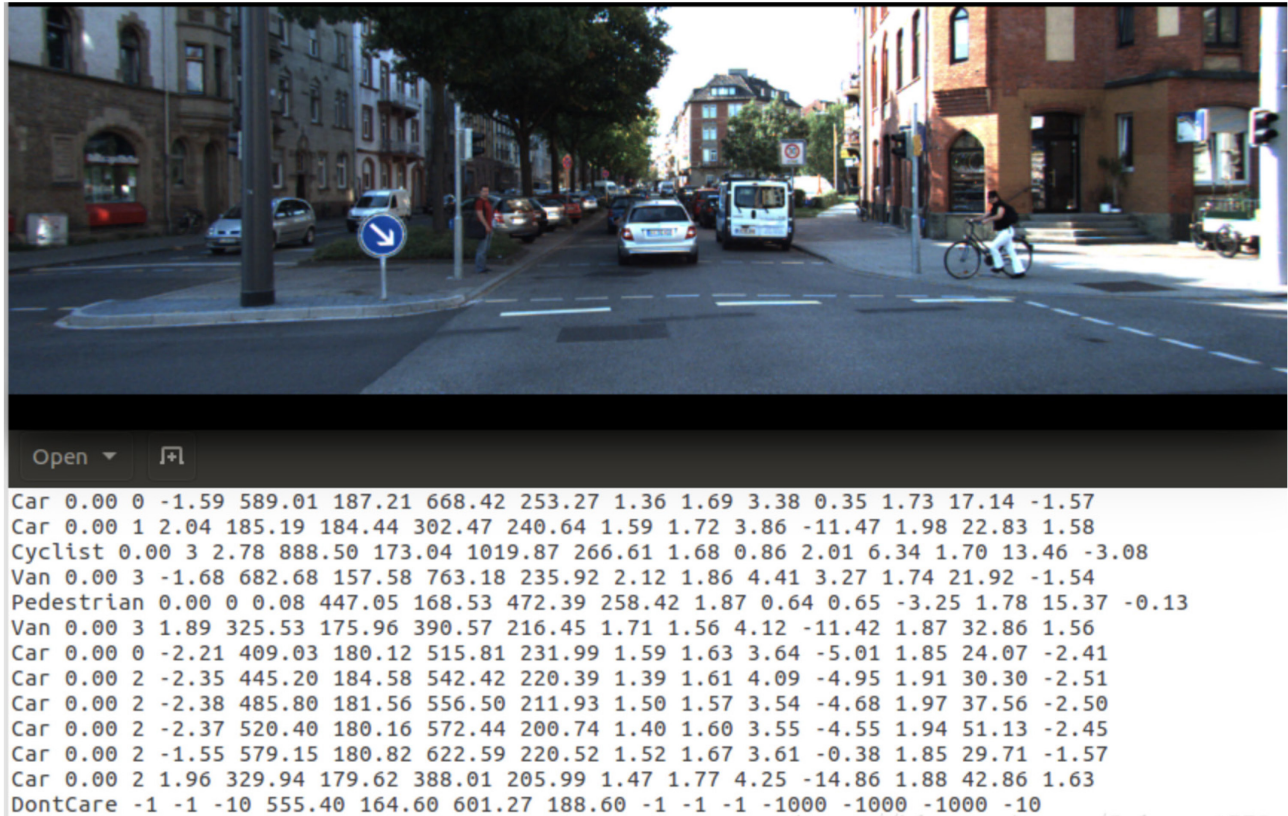 30
Open
Car 0.00 0 -1.59 589.01 187.21 668.42 253.27 1.36 1.69 3.38 0.35 1.73 17.14 -1.57
Car 0.00 1 2.04 185.19 184.44 302.47 240.64 1.59 1.72 3.86 -11.47 1.98 22.83 1.58
Cyclist 0.00 3 2.78 888.50 173.04 1019.87 266.61 1.68 0.86 2.01 6.34 1.70 13.46 -3.08
Van 0.00 3 -1.68 682.68 157.58 763.18 235.92 2.12 1.86 4.41 3.27 1.74 21.92 -1.54
Pedestrian 0.00 0 0.08 447.05 168.53 472.39 258.42 1.87 0.64 0.65 -3.25 1.78 15.37 -0.13
Van 0.00 3 1.89 325.53 175.96 390.57 216.45 1.71 1.56 4.12 -11.42 1.87 32.86 1.56
Car 0.00 0 -2.21 409.03 180.12 515.81 231.99 1.59 1.63 3.64 -5.01 1.85 24.07 -2.41
Car 0.00 2 -2.35 445.20 184.58 542.42 220.39 1.39 1.61 4.09 -4.95 1.91 30.30 -2.51
Car 0.00 2 -2.38 485.80 181.56 556.50 211.93 1.50 1.57 3.54 -4.68 1.97 37.56 -2.50
Car 0.00 2 -2.37 520.40 180.16 572.44 200.74 1.40 1.60 3.55 -4.55 1.94 51.13 -2.45
Car 0.00 2 -1.55 579.15 180.82 622.59 220.52 1.52 1.67 3.61 -0.38 1.85 29.71 -1.57
Car 0.00 2 1.96 329.94 179.62 388.01 205.99 1.47 1.77 4.25 -14.86 1.88 42.86 1.63
DontCare -1 -1 -10 555.40 164.60 601.27 188.60 -1 -1 -1 -1000 -1000 -1000 -10